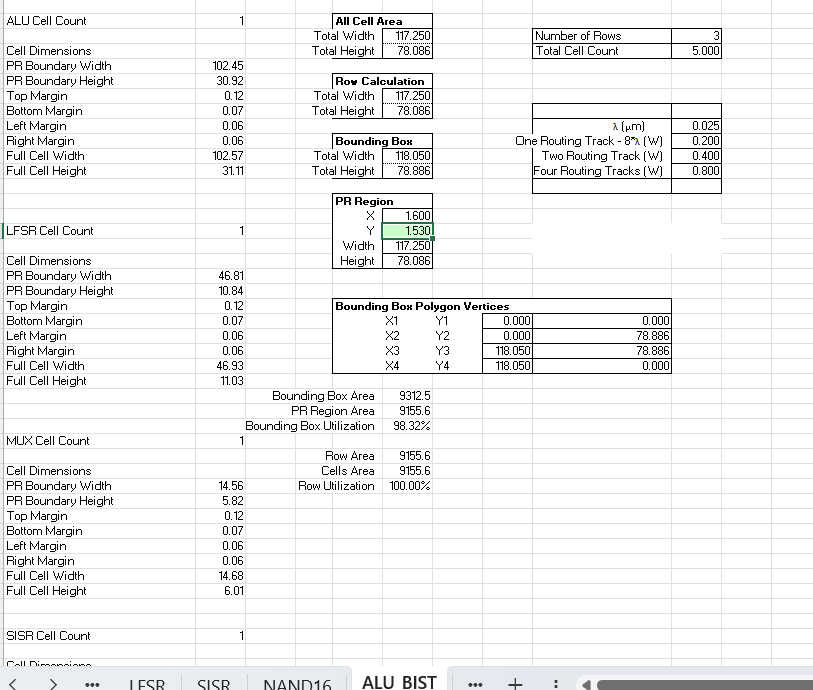 ALU Cell Count 1 All Cell Area
Total Width 117.250 Number of Rows 3
Cell Dimensions Total Height 78.086 Total Cell Count 5.000
PR Boundary Width 102.45
PR Boundary Height 30.92 Row Calculation
Top Margin 0.12 Total Width 117.250
Bottom Margin 0.07 Total Height 78.086
Left Margin 0.06 λ (μm) 0.025
Right Margin 0.06 Bounding Box One Routing Track - 8*λ (W) 0.200
Full Cell Width 102.57 Total Width 118.050 Two Routing Track (W) 0.400
Full Cell Height 31.11 Total Height 78.886 Four Routing Tracks (W) 0.800
PR Region
X 1.600
LFSR Cell Count 1 Y 1.530
Width 117.250
Cell Dimensions Height 78.086
PR Boundary Width 46.81
PR Boundary Height 10.84
Top Margin 0.12 Bounding Box Polygon Vertices
Bottom Margin 0.07 X1 Y1 0.000 0.000
Left Margin 0.06 X2 Y2 0.000 78.886
Right Margin 0.06 X3 Y3 118.050 78.886
Full Cell Width 46.93 X4 Y4 118.050 0.000
Full Cell Height 11.03
Bounding Box Area 9312.5
PR Region Area 9155.6
Bounding Box Utilization 98.32%
MUX Cell Count 1
Row Area 9155.6
Cell Dimensions Cells Area 9155.6
PR Boundary Width 14.56 Row Utilization 100.00%
PR Boundary Height 5.82
Top Margin 0.12
Bottom Margin 0.07
Left Margin 0.06
Right Margin 0.06
Full Cell Width 14.68
Full Cell Height 6.01
SISR Cell Count 1
Cell Dimensions
LFSR SISR NAND16 ALU BIST